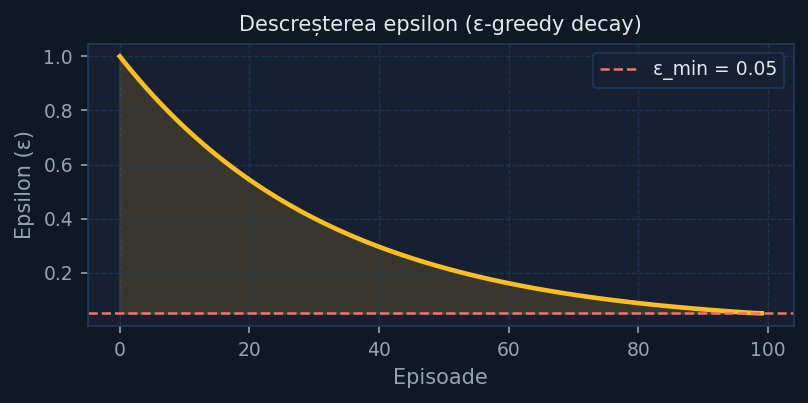 Descreșterea epsilon (ε-greedy decay)
ε_min = 0.05
Epsilon (ε)
1.0
0.8
0.6
0.4
0.2
0 20 40 60 80 100
Episoade